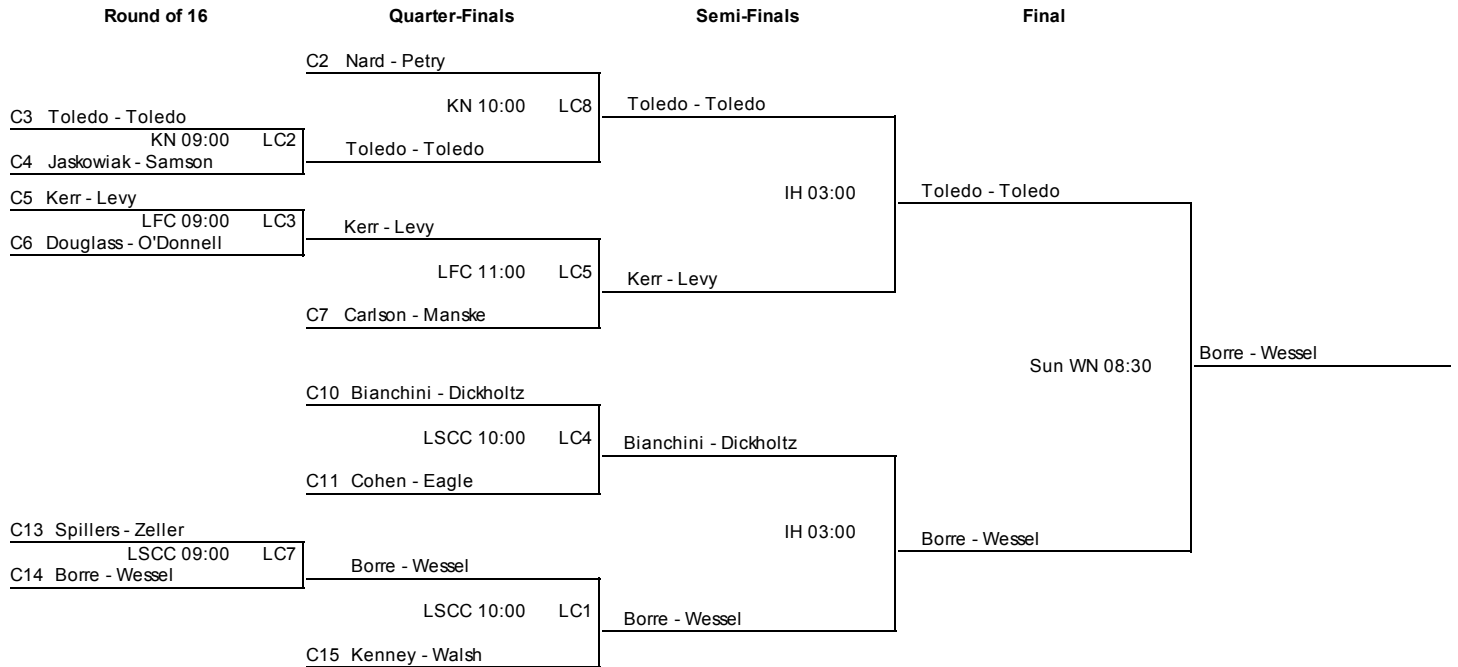 Round of 16 Quarter-Finals Semi-Finals Final
C2 Nard - Petry
KN 10:00 LC8 Toledo - Toledo
C3 Toledo - Toledo
KN 09:00 LC2 Toledo - Toledo
C4 Jaskowiak - Samson
C5 Kerr - Levy IH 03:00 Toledo - Toledo
LFC 09:00 LC3 Kerr - Levy
C6 Douglass - O'Donnell
LFC 11:00 LC5 Kerr - Levy
C7 Carlson - Manske
Sun WN 08:30 Borre - Wessel
C10 Bianchini - Dickholtz
LSCC 10:00 LC4 Bianchini - Dickholtz
C11 Cohen - Eagle
C13 Spillers - Zeller IH 03:00 Borre - Wessel
LSCC 09:00 LC7 Borre - Wessel
C14 Borre - Wessel
LSCC 10:00 LC1 Borre - Wessel
C15 Kenney - Walsh